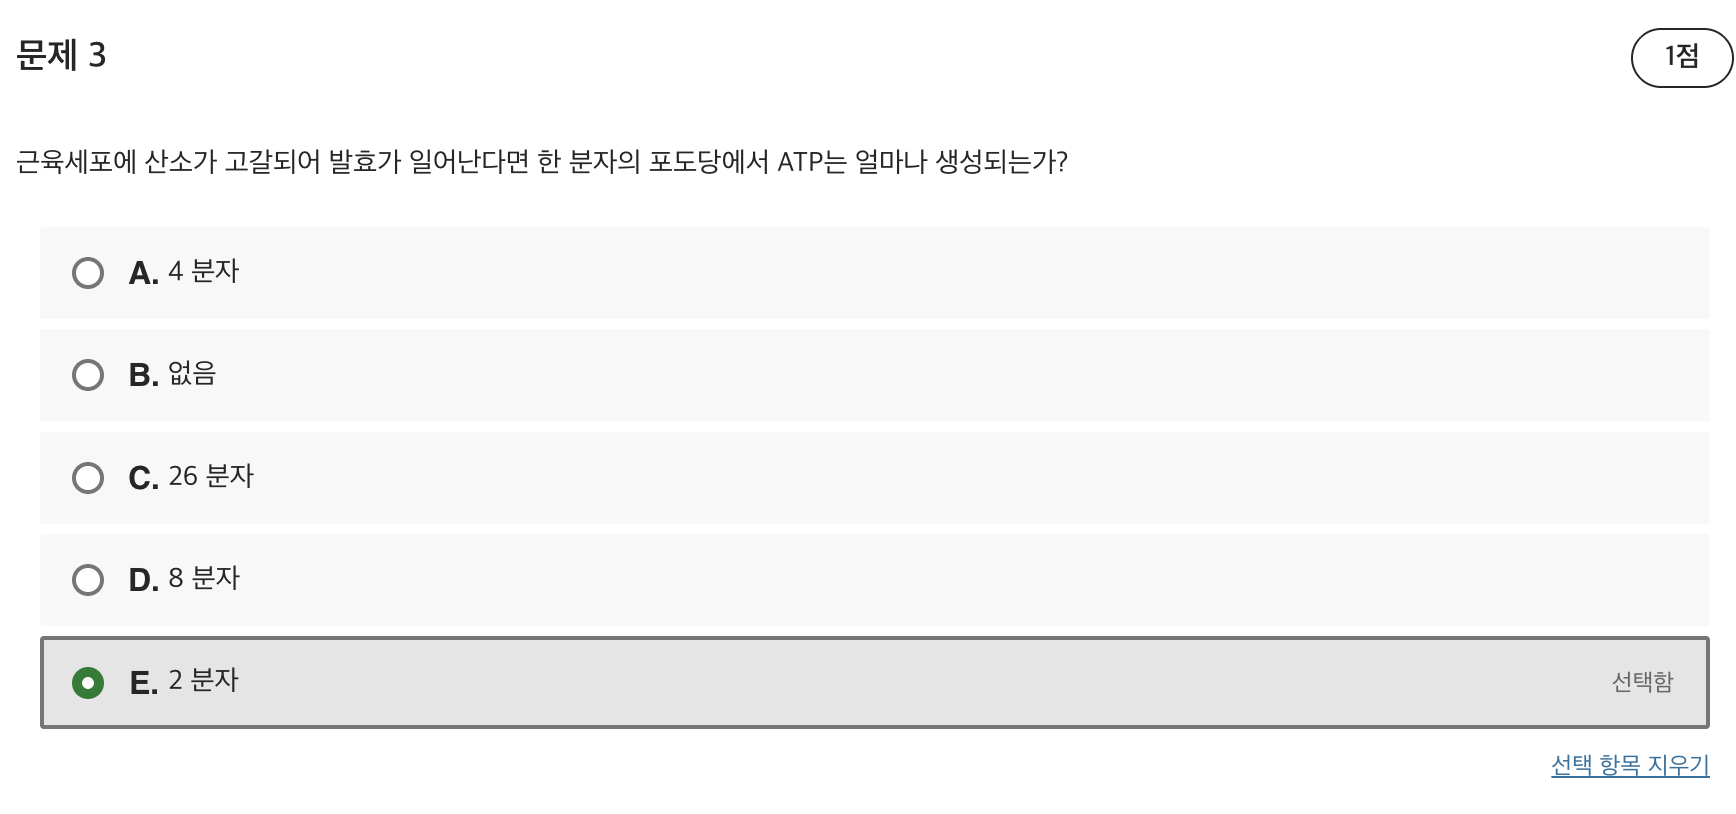 문제 3
1점
근육세포에 산소가 고갈되어 발효가 일어난다면 한 분자의 포도당에서 ATP는 얼마나 생성되는가?
A. 4 분자
B. 없음
C. 26 분자
D. 8 분자
E. 2 분자
선택함
선택 항목 지우기